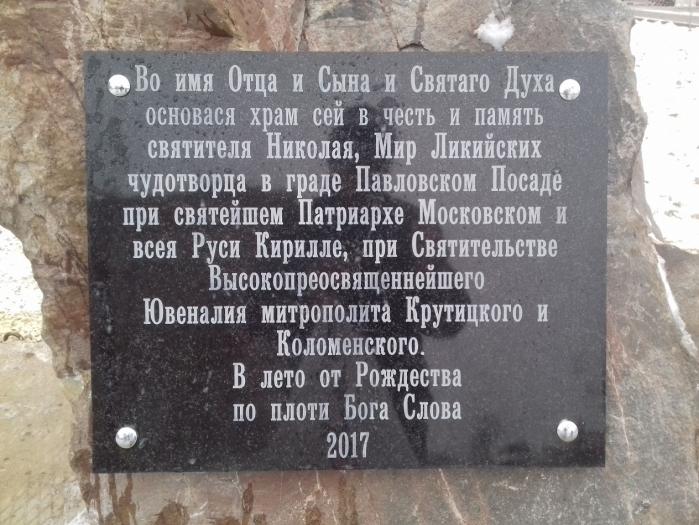 Во имя Отца и Сына и Святаго Духа
основася храм сей в честь и память
святителя Николая, Мир Ликийских
чудотворца в граде Павловском Посаде
при святейшем Патриархе Московском и
всея Руси Кирилле, при Святительстве
Высокопреосвященнейшего
Ювеналия митрополита Крутицкого и
Коломенского.
В лето от Рождества
по плоти Бога Слова
2017